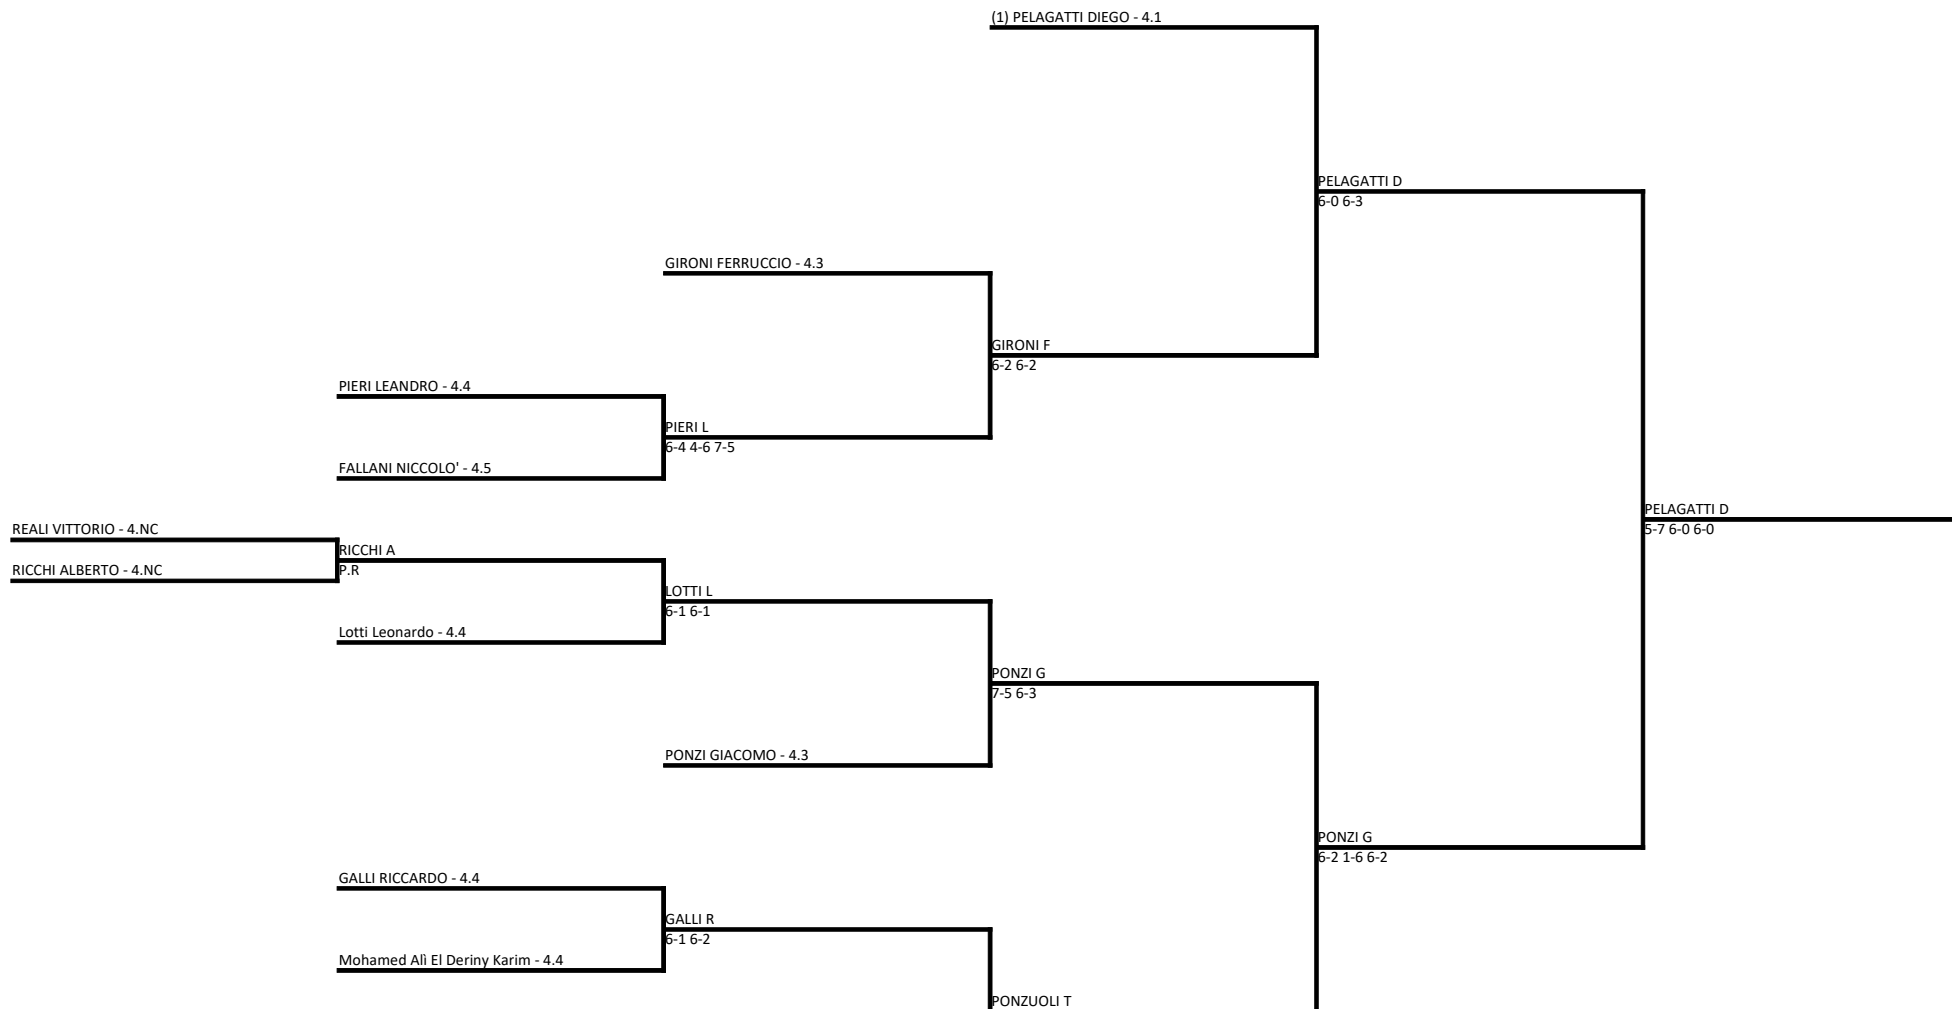 (1) PELAGATTI DIEGO - 4.1
PELAGATTI D
6-0 6-3
GIRONI FERRUCCIO - 4.3
GIRONI F
6-2 6-2
PIERI LEANDRO - 4.4
PIERI L
6-4 4-6 7-5
FALLANI NICCOLO' - 4.5
PELAGATTI D
5-7 6-0 6-0
REALI VITTORIO - 4.NC
RICCHI A
P.R
RICCHI ALBERTO - 4.NC
LOTTI L
6-1 6-1
Lotti Leonardo - 4.4
PONZI G
7-5 6-3
PONZI GIACOMO - 4.3
PONZI G
6-2 1-6 6-2
GALLI RICCARDO - 4.4
GALLI R
6-1 6-2
Mohamed Alì El Deriny Karim - 4.4
PONZUOLI T